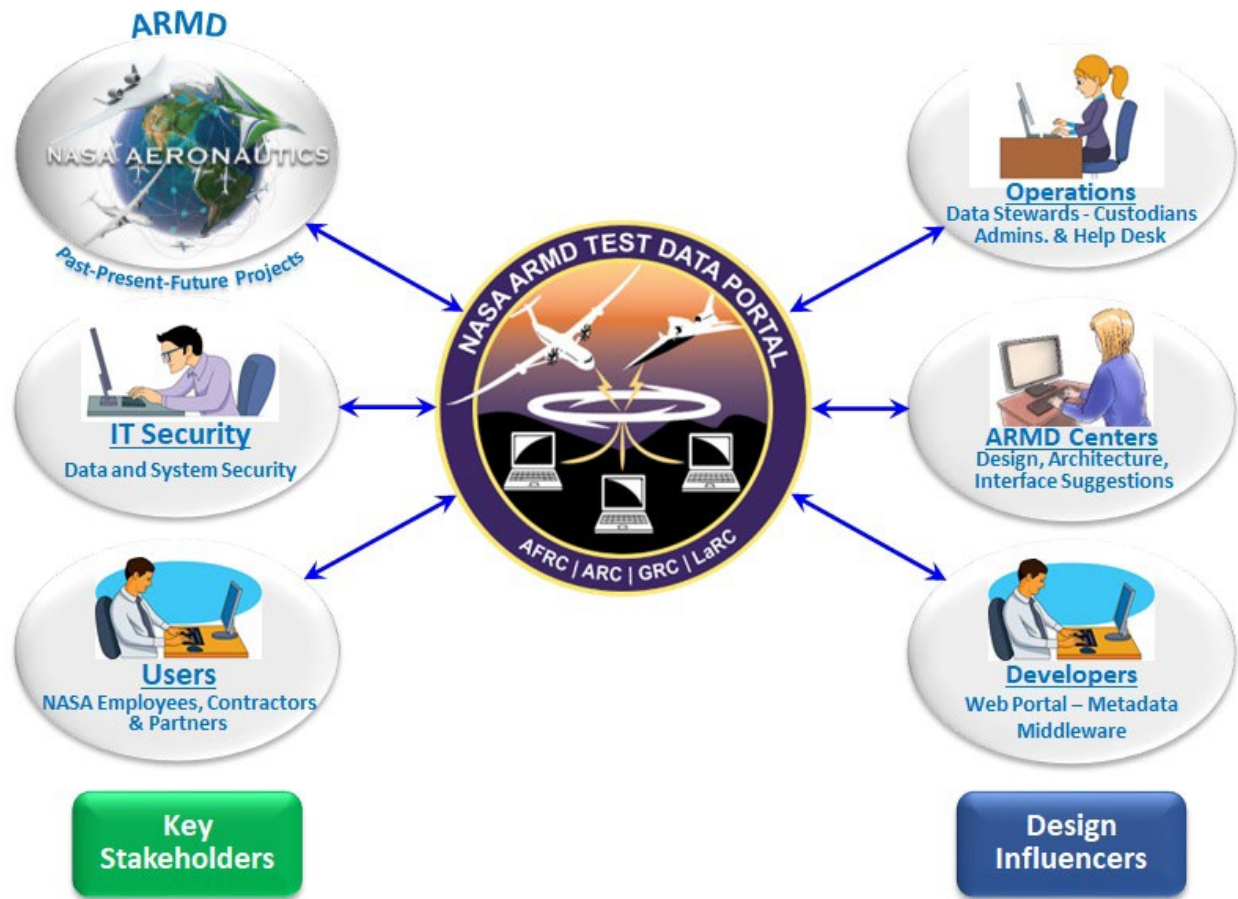 ARMD
NASA AERONAUTICS
Past-Present-Future Projects
IT Security
Data and System Security
Users
NASA Employees, Contractors
& Partners
Key
Stakeholders
NASA ARMD TEST DATA PORTAL
AFRC | ARC | GRC | LaRC
Operations
Data Stewards - Custodians
Admins. & Help Desk
ARMD Centers
Design, Architecture,
Interface Suggestions
Developers
Web Portal – Metadata
Middleware
Design
Influencers